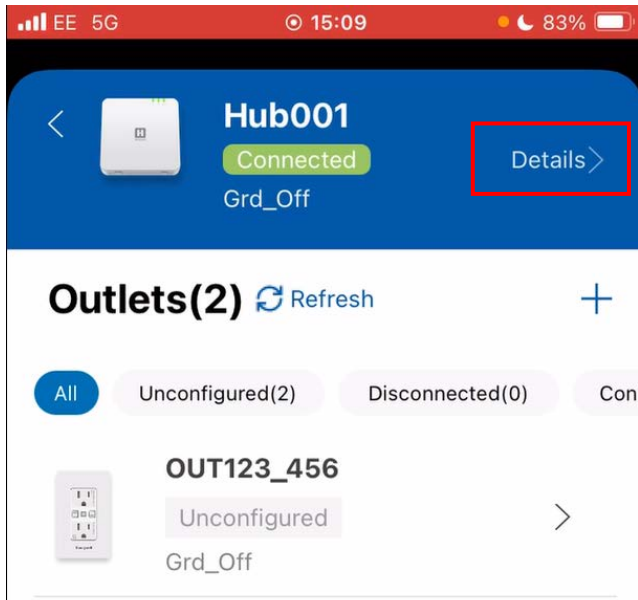 EE 5G 15:09 83%
Hub001
Connected
Details
Grd_Off
Outlets(2) Refresh
All Unconfigured(2) Disconnected(0) Con
OUT123_456
Unconfigured
Grd_Off